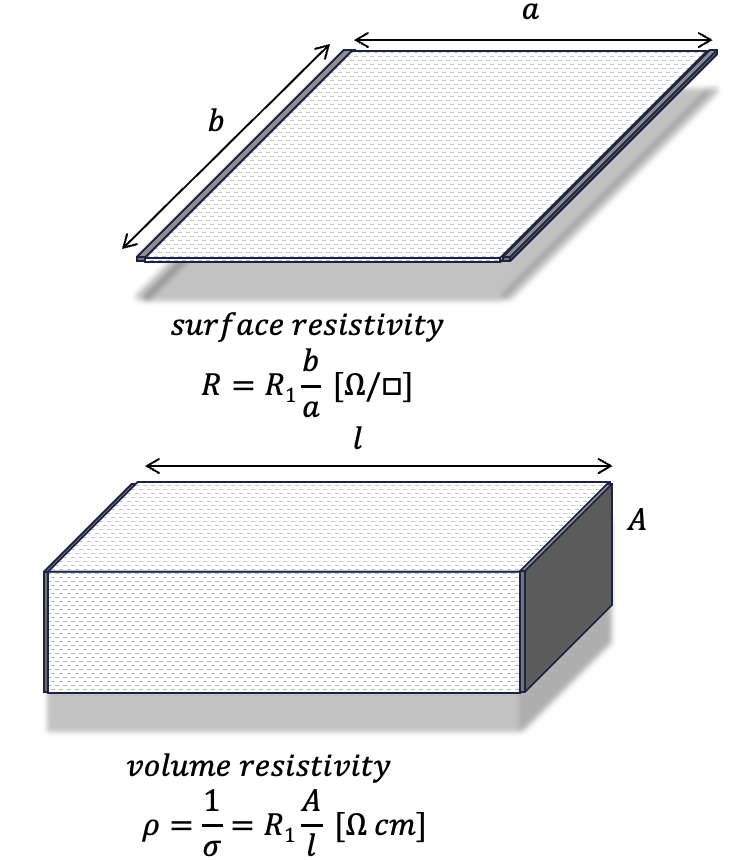 a
b
surface resistivity
R = R₁ b/a [Ω/□]
l
A
volume resistivity
ρ = 1/σ = R₁ A/l [Ω cm]